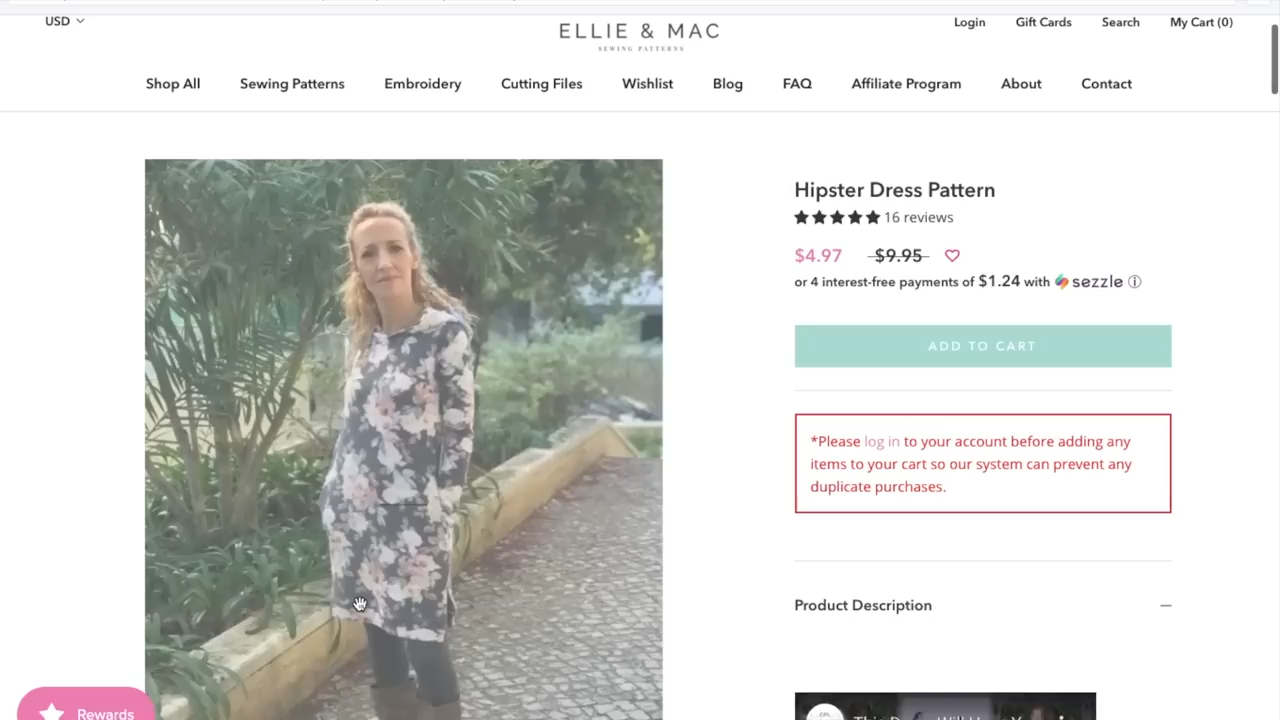 USD
ELLIE & MAC
SEWING PATTERNS
Login Gift Cards Search My Cart (0)
Shop All Sewing Patterns Embroidery Cutting Files Wishlist Blog FAQ Affiliate Program About Contact
Hipster Dress Pattern
16 reviews
$4.97 $9.95
or 4 interest-free payments of $1.24 with sezzle
ADD TO CART
*Please log in to your account before adding any
items to your cart so our system can prevent any
duplicate purchases.
Product Description
Rewards